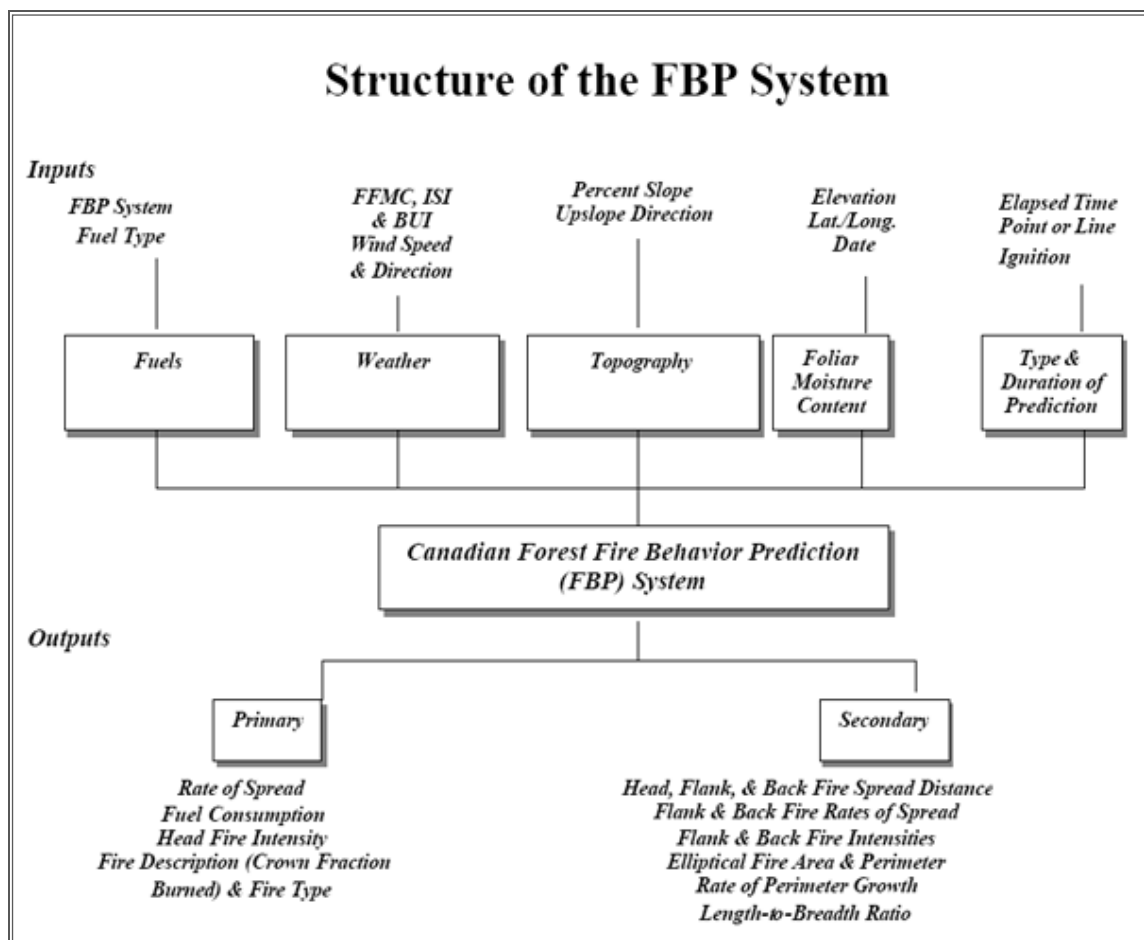 Structure of the FBP System
Inputs
FBP System
Fuel Type
FFMC, ISI
& BUI
Wind Speed
& Direction
Percent Slope
Upslope Direction
Elevation
Lat./Long.
Date
Elapsed Time
Point or Line
Ignition
Fuels
Weather
Topography
Foliar
Moisture
Content
Type &
Duration of
Prediction
Canadian Forest Fire Behavior Prediction
(FBP) System
Outputs
Primary
Secondary
Rate of Spread
Fuel Consumption
Head Fire Intensity
Fire Description (Crown Fraction
Burned) & Fire Type
Head, Flank, & Back Fire Spread Distance
Flank & Back Fire Rates of Spread
Flank & Back Fire Intensities
Elliptical Fire Area & Perimeter
Rate of Perimeter Growth
Length-to-Breadth Ratio